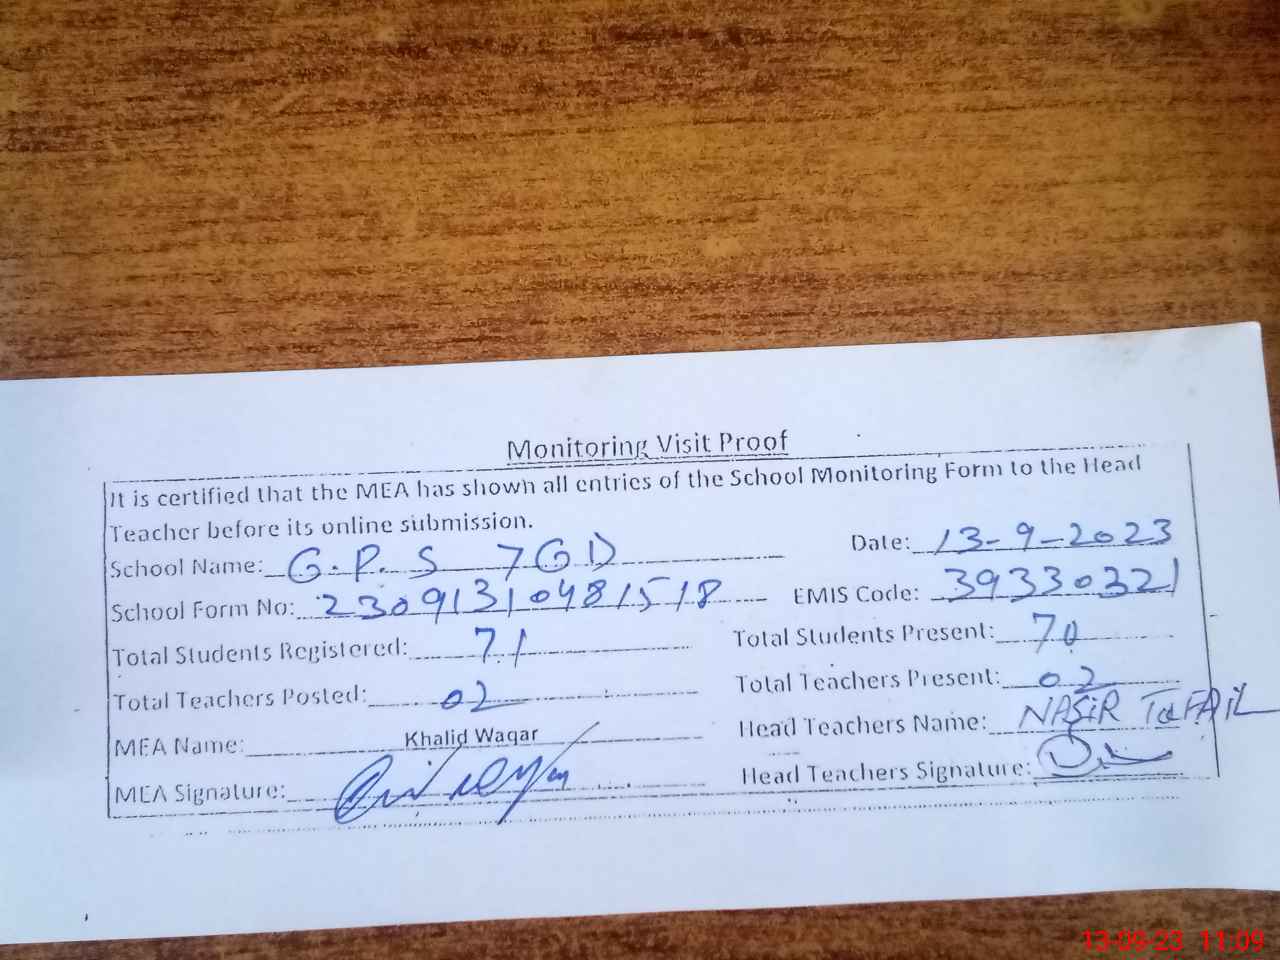 Monitoring Visit Proof
It is certified that the MEA has shown all entries of the School Monitoring Form to the Head
Teacher before its online submission.
School Name: G.P.S 7GD Date: 13-9-2023
School Form No: 23091310481518 EMIS Code: 39330321
Total Students Registered: 71 Total Students Present: 70
Total Teachers Posted: 02 Total Teachers Present: 02
MEA Name: Khalid Waqar Head Teachers Name: NASiR TaFAiL
MEA Signature: Head Teachers Signature:
13-09-23 11:09